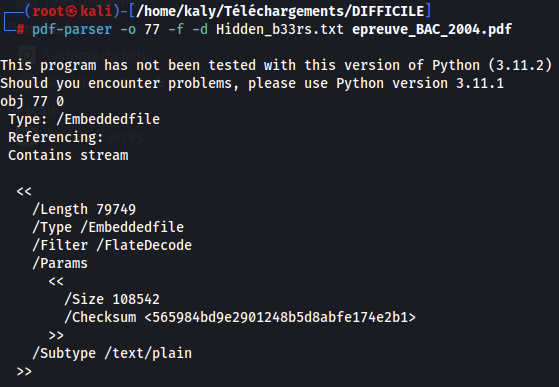 (root㉿kali)-[/home/kaly/Téléchargements/DIFFICILE]
# pdf-parser -o 77 -f -d Hidden_b33rs.txt epreuve_BAC_2004.pdf
This program has not been tested with this version of Python (3.11.2)
Should you encounter problems, please use Python version 3.11.1
obj 77 0
Type: /Embeddedfile
Referencing:
Contains stream
<<
/Length 79749
/Type /Embeddedfile
/Filter /FlateDecode
/Params
<<
/Size 108542
/Checksum <565984bd9e2901248b5d8abfe174e2b1>
>>
/Subtype /text/plain
>>